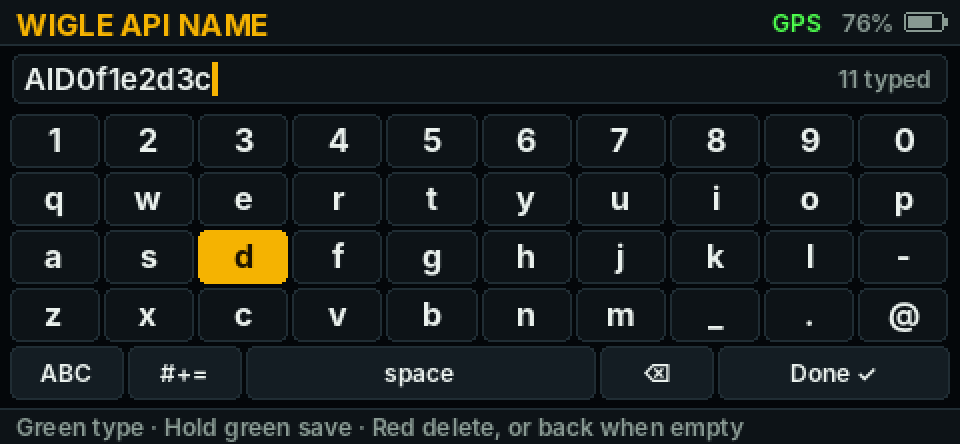 WIGLE API NAME GPS 76%
AID0f1e2d3c 11 typed
1 2 3 4 5 6 7 8 9 0
q w e r t y u i o p
a s d f g h j k l -
z x c v b n m _ . @
ABC #+= space ⌫ Done ✓
Green type · Hold green save · Red delete, or back when empty